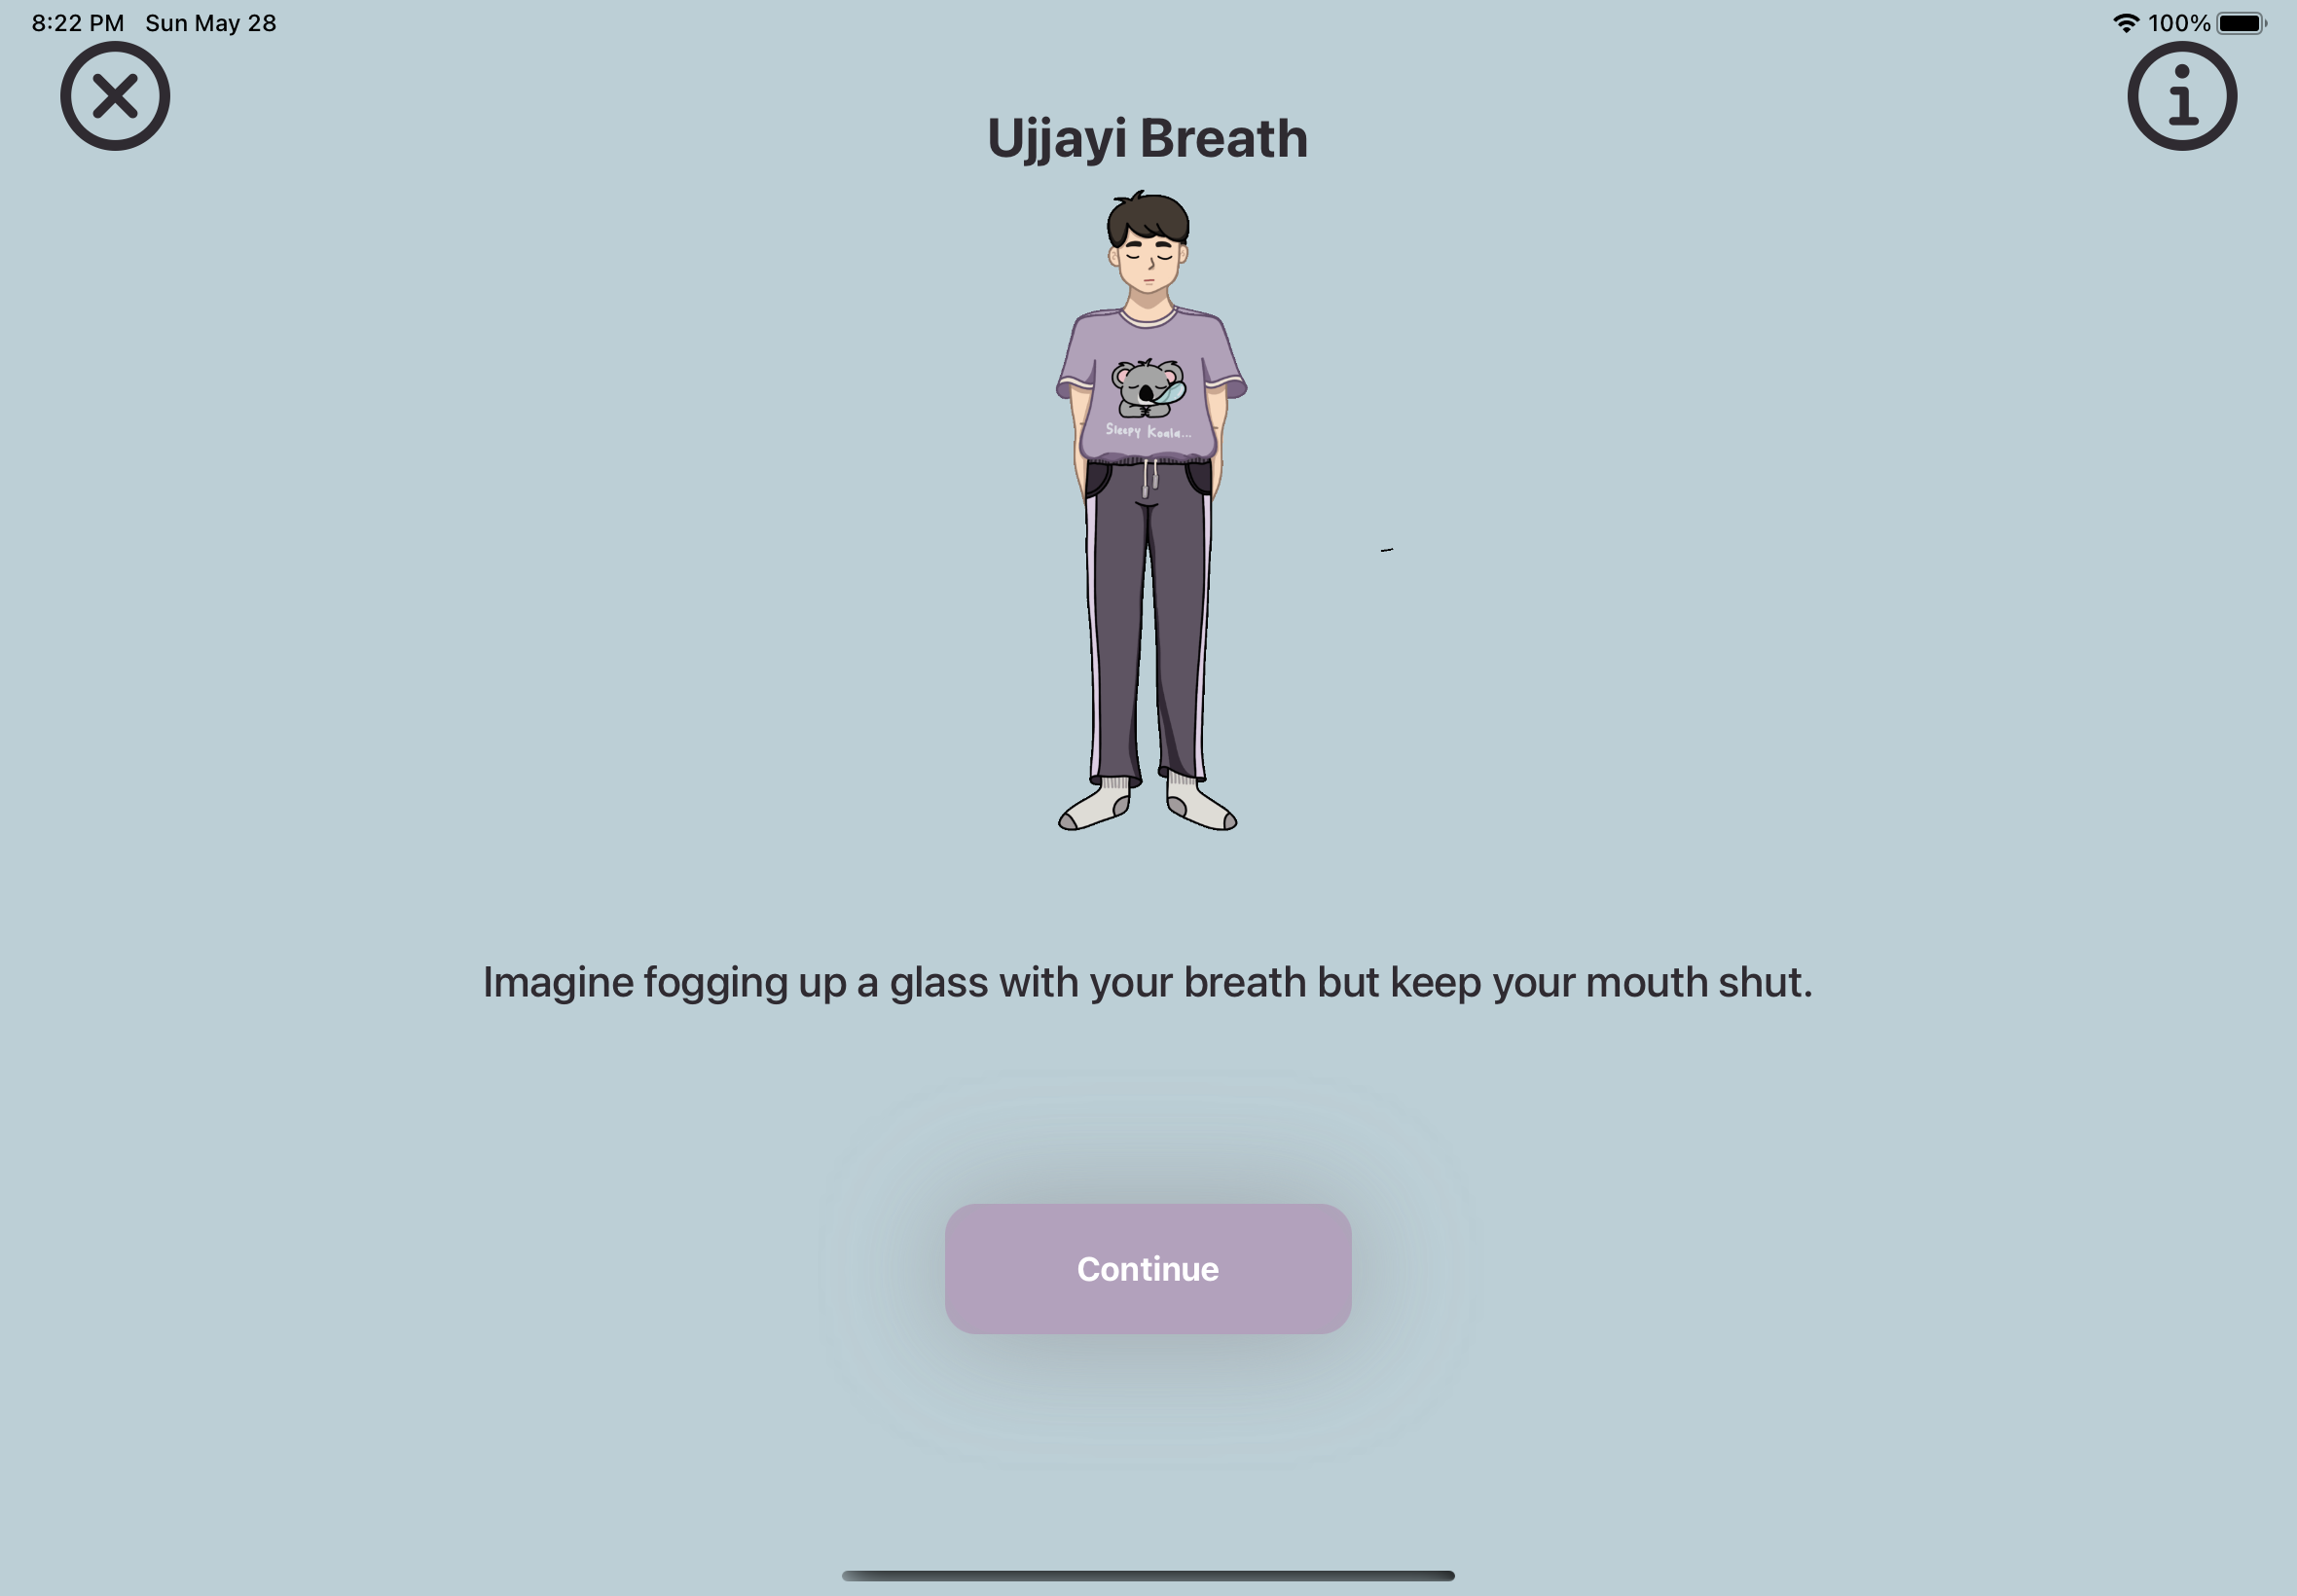 8:22 PM Sun May 28
100%
Ujjayi Breath
Sleepy Koala...
Imagine fogging up a glass with your breath but keep your mouth shut.
Continue